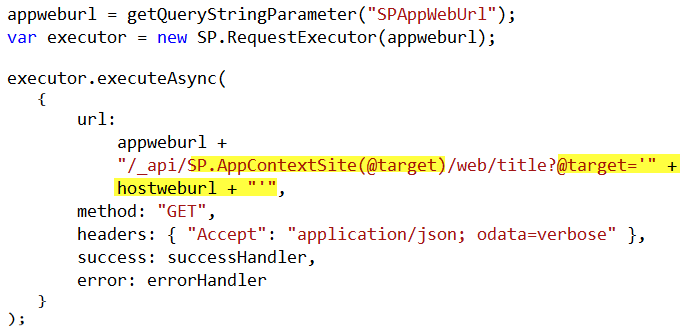 appweburl = getQueryStringParameter("SPAppWebUrl");
var executor = new SP.RequestExecutor(appweburl);

executor.executeAsync(
   {
       url:
           appweburl +
           "/_api/SP.AppContextSite(@target)/web/title?@target='" +
           hostweburl + "'",
       method: "GET",
       headers: { "Accept": "application/json; odata=verbose" },
       success: successHandler,
       error: errorHandler
   }
);